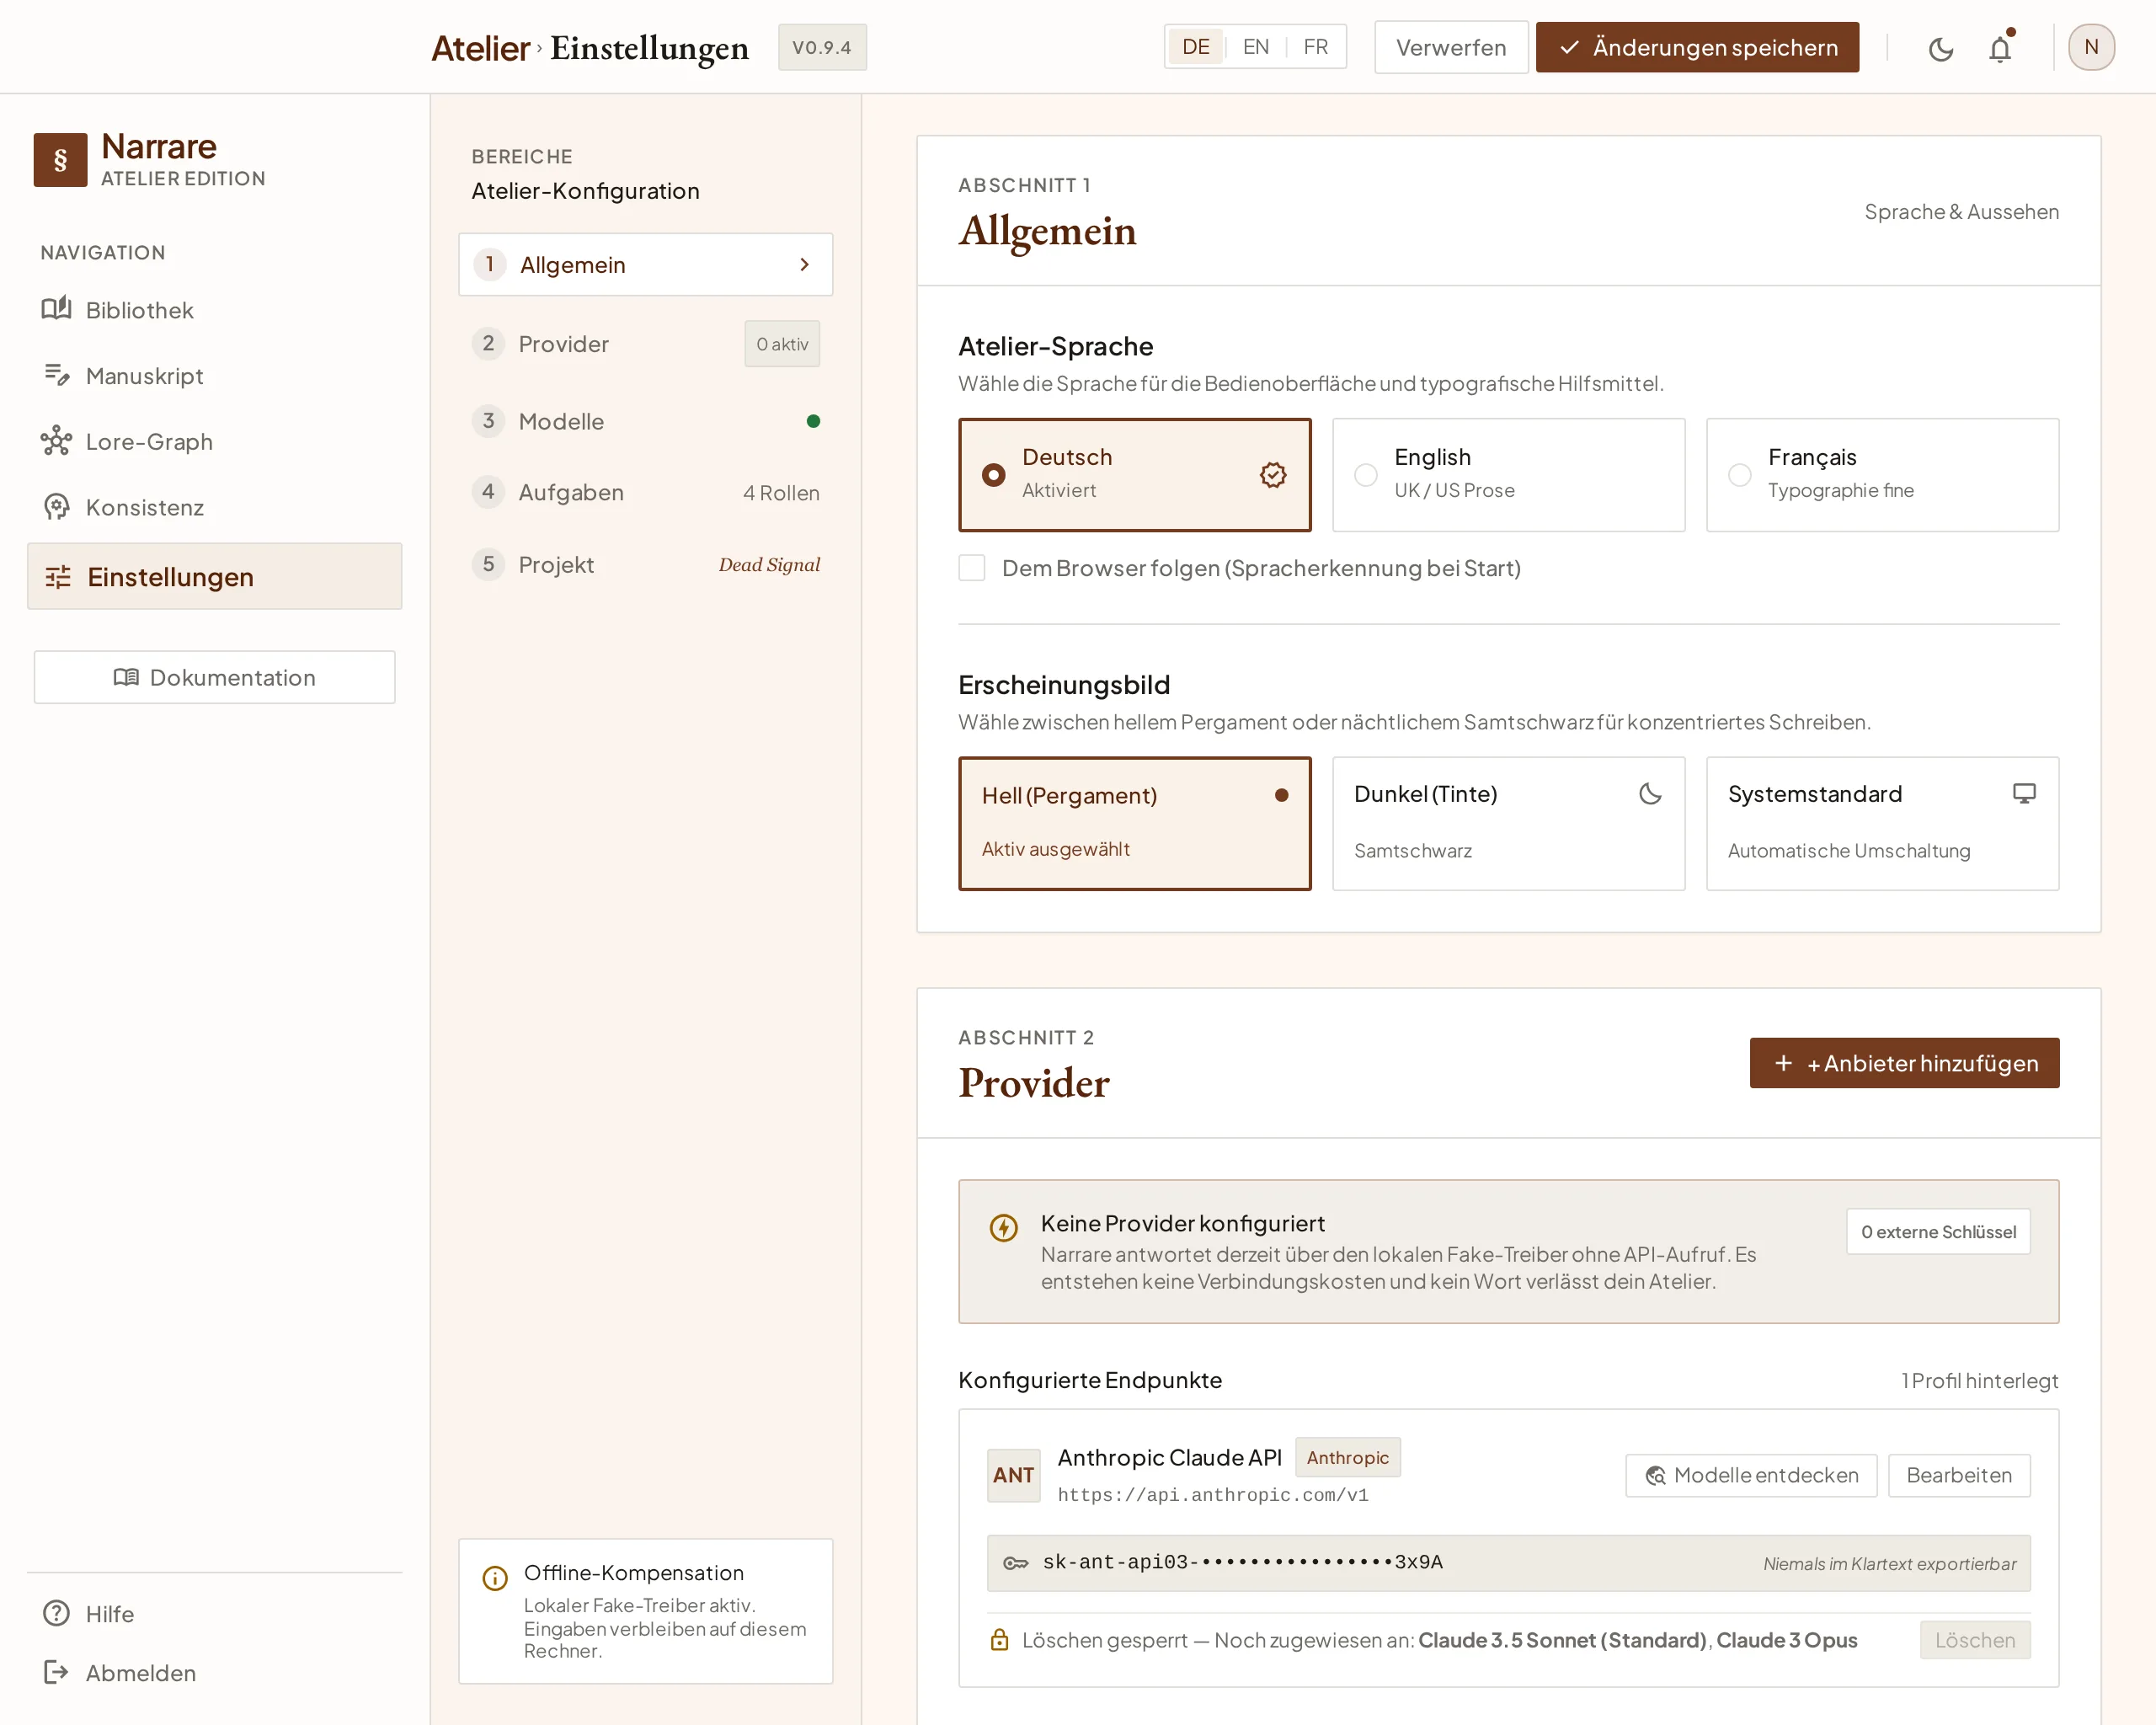 Atelier › Einstellungen V0.9.4
DE EN FR
Verwerfen
Änderungen speichern
N
§
Narrare
ATELIER EDITION
NAVIGATION
Bibliothek
Manuskript
Lore-Graph
Konsistenz
Einstellungen
Dokumentation
Hilfe
Abmelden
BEREICHE
Atelier-Konfiguration
1 Allgemein
2 Provider 0 aktiv
3 Modelle
4 Aufgaben 4 Rollen
5 Projekt Dead Signal
Offline-Kompensation
Lokaler Fake-Treiber aktiv.
Eingaben verbleiben auf diesem
Rechner.
ABSCHNITT 1
Allgemein
Sprache & Aussehen
Atelier-Sprache
Wähle die Sprache für die Bedienoberfläche und typografische Hilfsmittel.
Deutsch
Aktiviert
English
UK / US Prose
Français
Typographie fine
Dem Browser folgen (Spracherkennung bei Start)
Erscheinungsbild
Wähle zwischen hellem Pergament oder nächtlichem Samtschwarz für konzentriertes Schreiben.
Hell (Pergament)
Aktiv ausgewählt
Dunkel (Tinte)
Samtschwarz
Systemstandard
Automatische Umschaltung
ABSCHNITT 2
Provider
+ Anbieter hinzufügen
Keine Provider konfiguriert
Narrare antwortet derzeit über den lokalen Fake-Treiber ohne API-Aufruf. Es
entstehen keine Verbindungskosten und kein Wort verlässt dein Atelier.
0 externe Schlüssel
Konfigurierte Endpunkte
1 Profil hinterlegt
ANT
Anthropic Claude API Anthropic
https://api.anthropic.com/v1
Modelle entdecken
Bearbeiten
sk-ant-api03-••••••••••••••••3x9A
Niemals im Klartext exportierbar
Löschen gesperrt — Noch zugewiesen an: Claude 3.5 Sonnet (Standard), Claude 3 Opus
Löschen